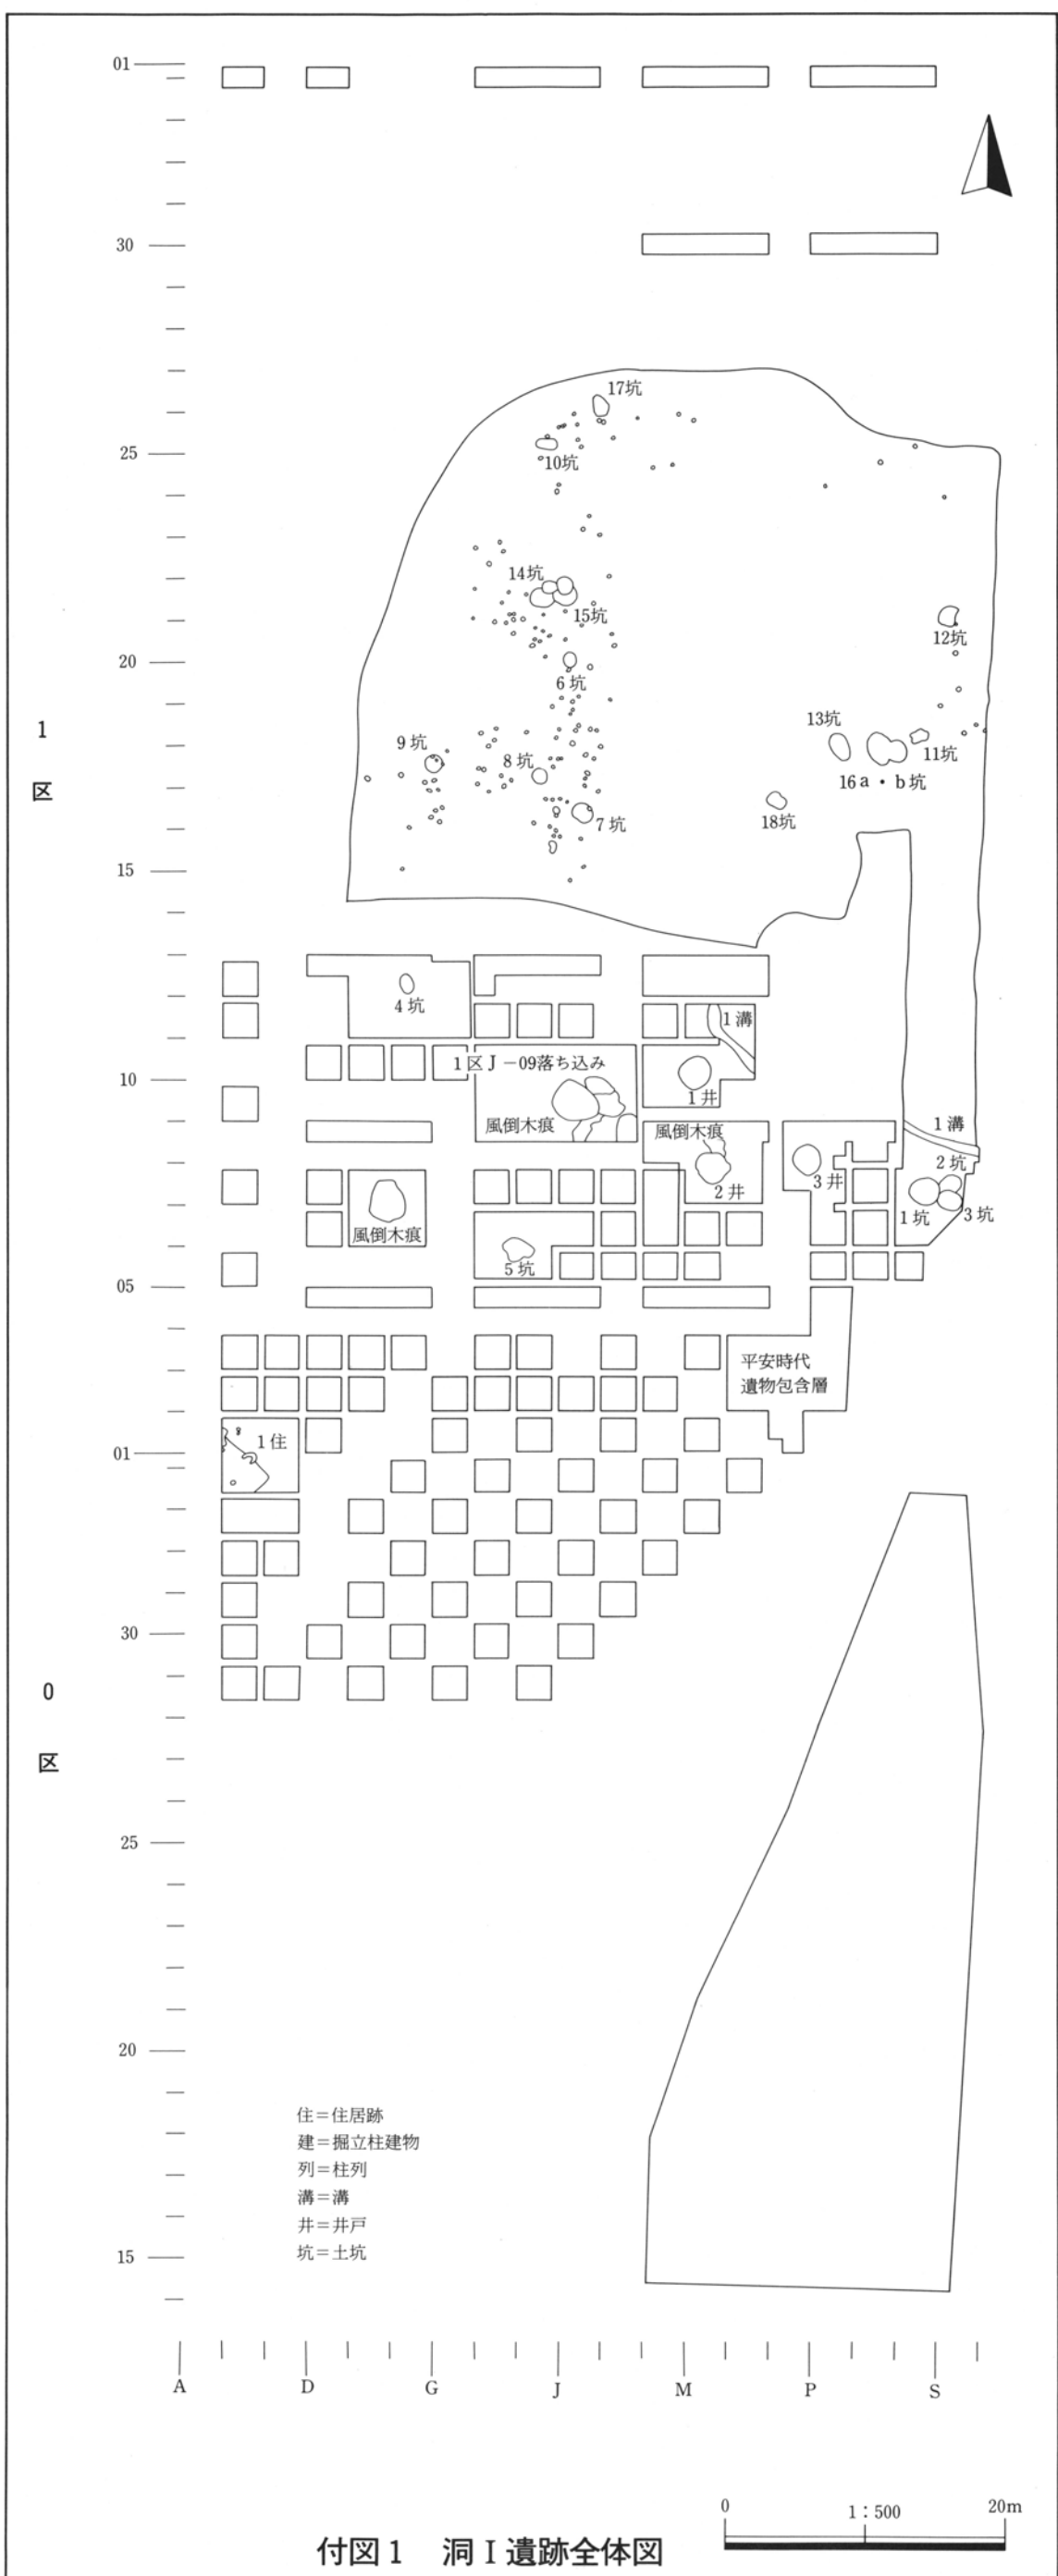 01
30
17坑
25
10坑
14坑
15坑
12坑
20
6坑
1
区
13坑
9坑
8坑
11坑
16a・b坑
7坑
18坑
15
4坑
1溝
1区J－09落ち込み
10
1井
風倒木痕
風倒木痕
1溝
2坑
3井
2井
1坑
3坑
風倒木痕
5坑
05
平安時代
遺物包含層
1住
01
30
0
区
25
20
住＝住居跡
建＝掘立柱建物
列＝柱列
溝＝溝
井＝井戸
坑＝土坑
15
A D G J M P S
0 1：500 20m
付図1 洞Ⅰ遺跡全体図